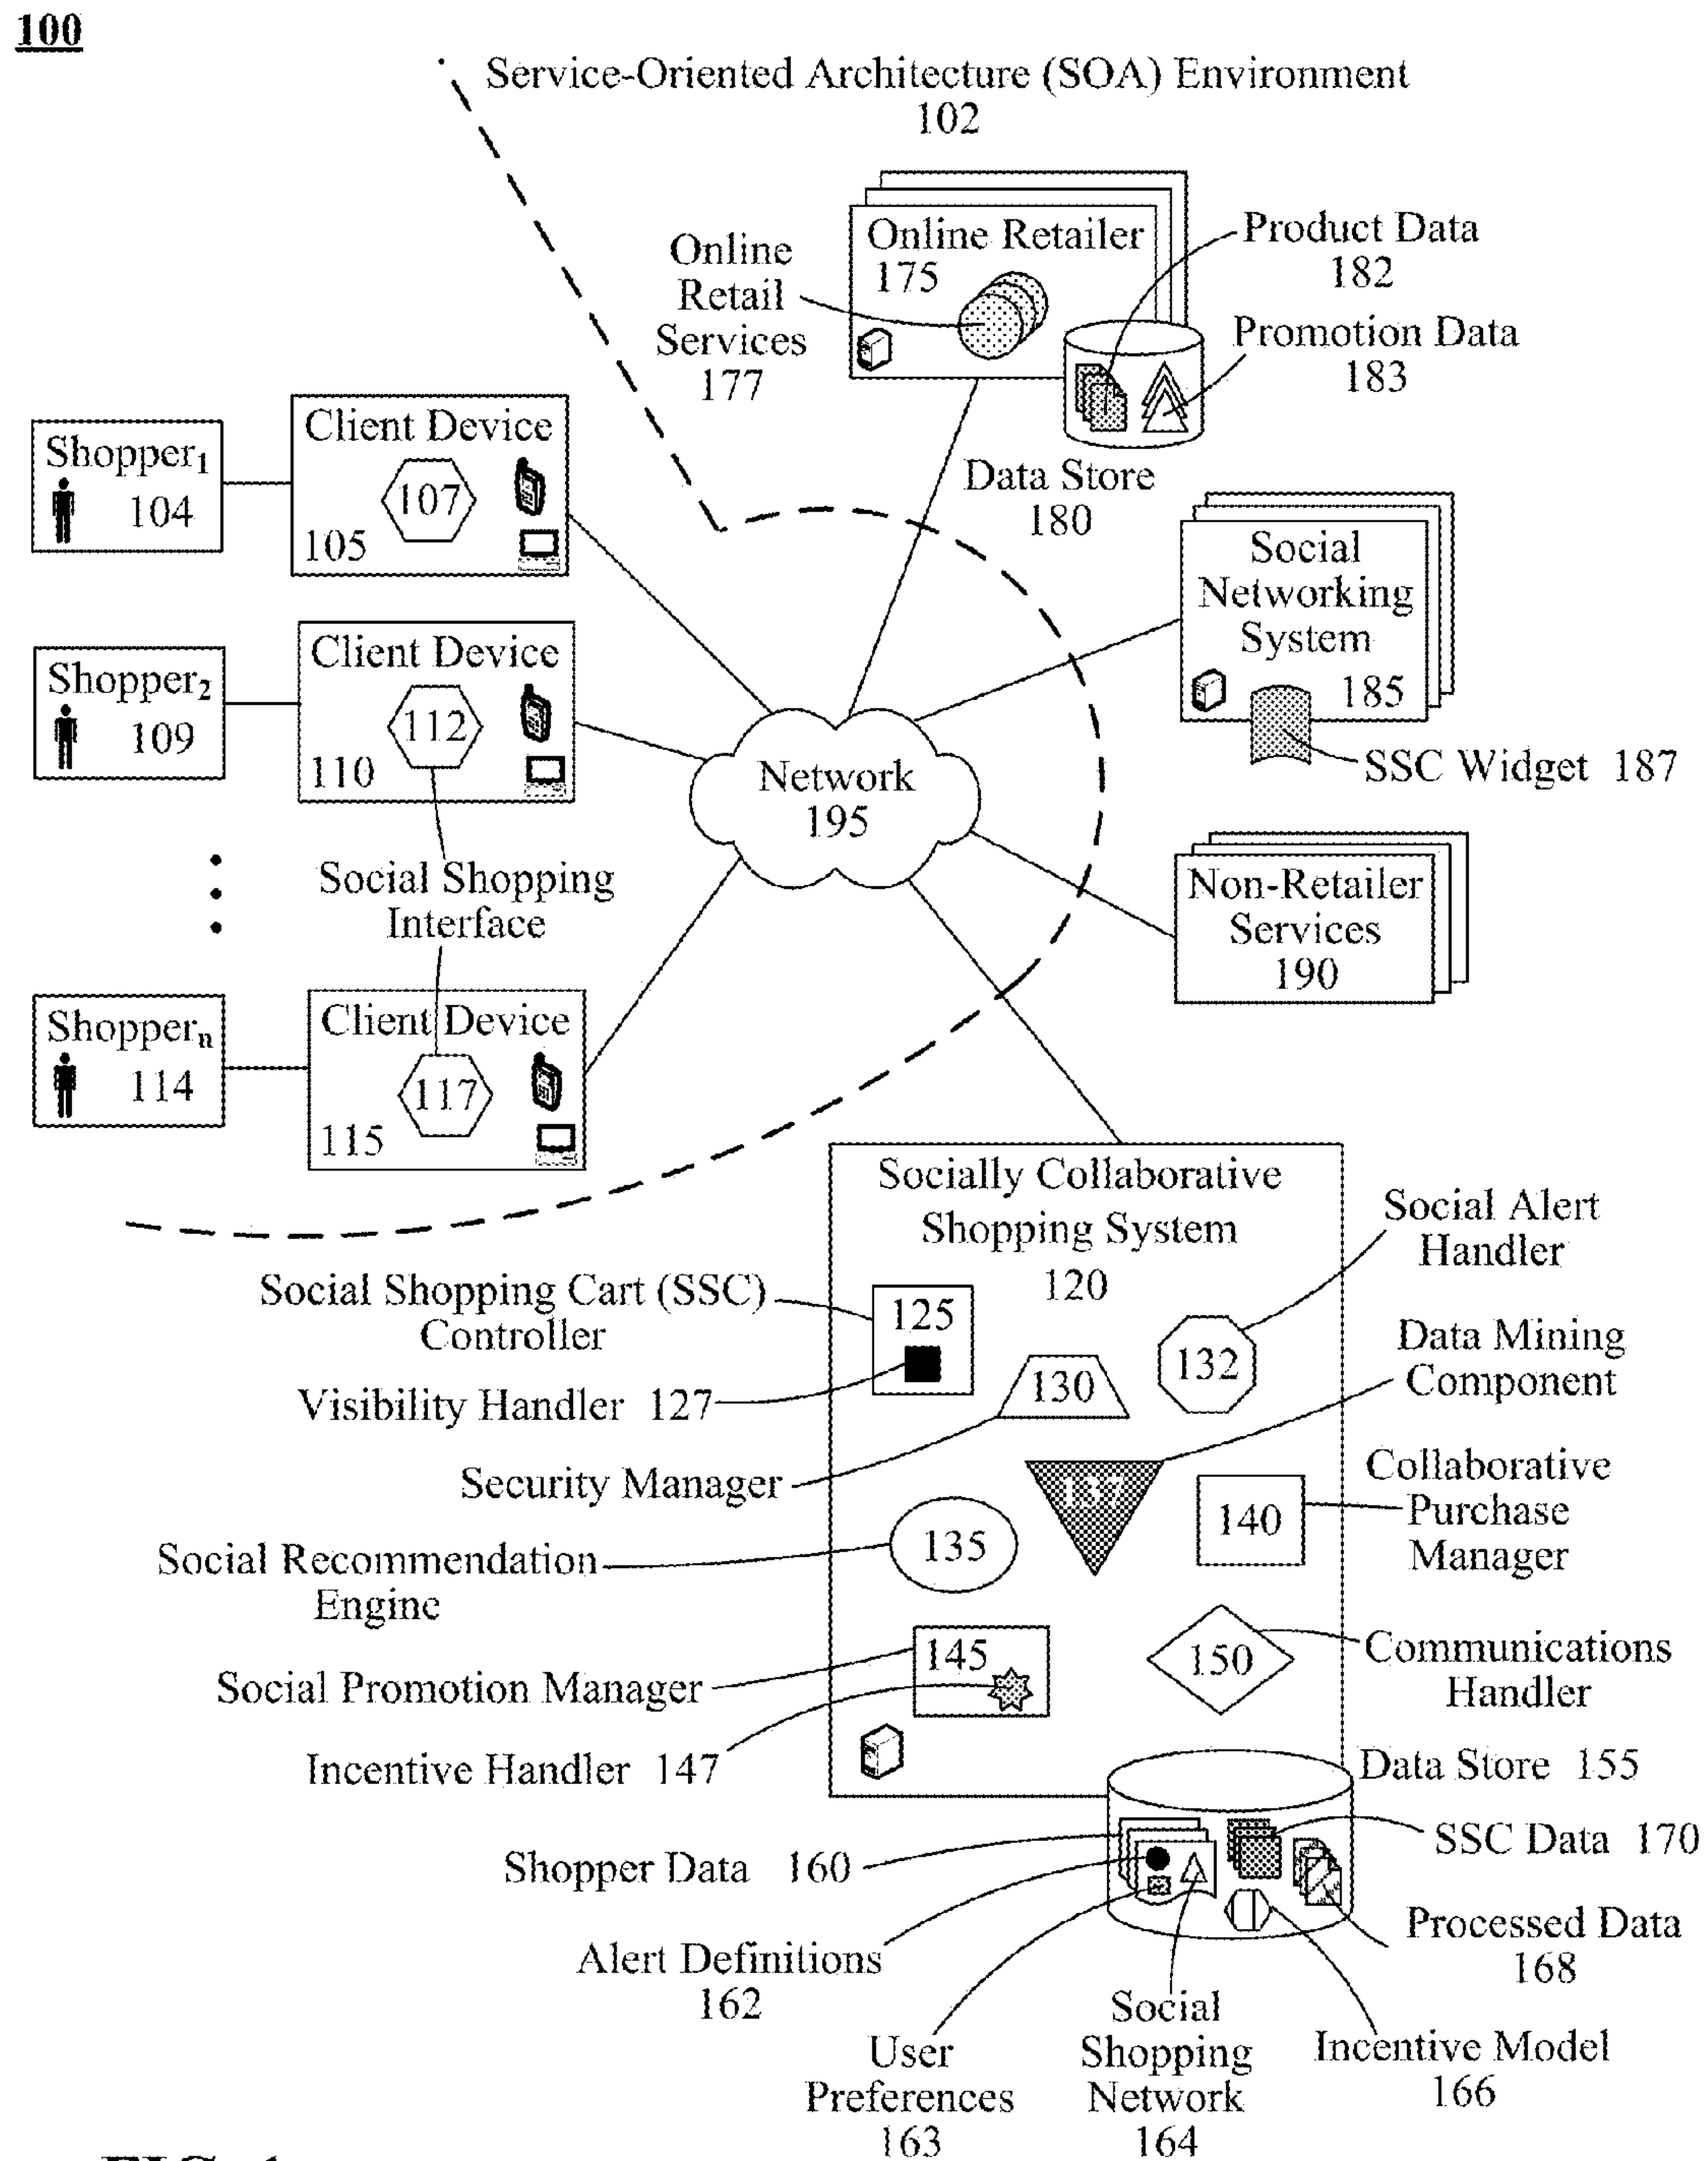 100
Service-Oriented Architecture (SOA) Environment
102
Online Retailer
175
Online
Retail
Services
177
Product Data
182
Promotion Data
183
Data Store
180
Shopper1
104
Client Device
107
105
Shopper2
109
Client Device
112
110
Social Shopping
Interface
Shoppern
114
Client Device
117
115
Network
195
Social
Networking
System
185
SSC Widget 187
Non-Retailer
Services
190
Socially Collaborative
Shopping System
120
Social Alert
Handler
Social Shopping Cart (SSC)
Controller
125
132
Data Mining
Component
Visibility Handler 127
130
Security Manager
137
Collaborative
Purchase
Manager
140
135
Social Recommendation
Engine
145
Social Promotion Manager
150
Communications
Handler
Incentive Handler 147
Data Store 155
Shopper Data 160
SSC Data 170
Alert Definitions
162
Processed Data
168
User
Preferences
163
Social
Shopping
Network
164
Incentive Model
166